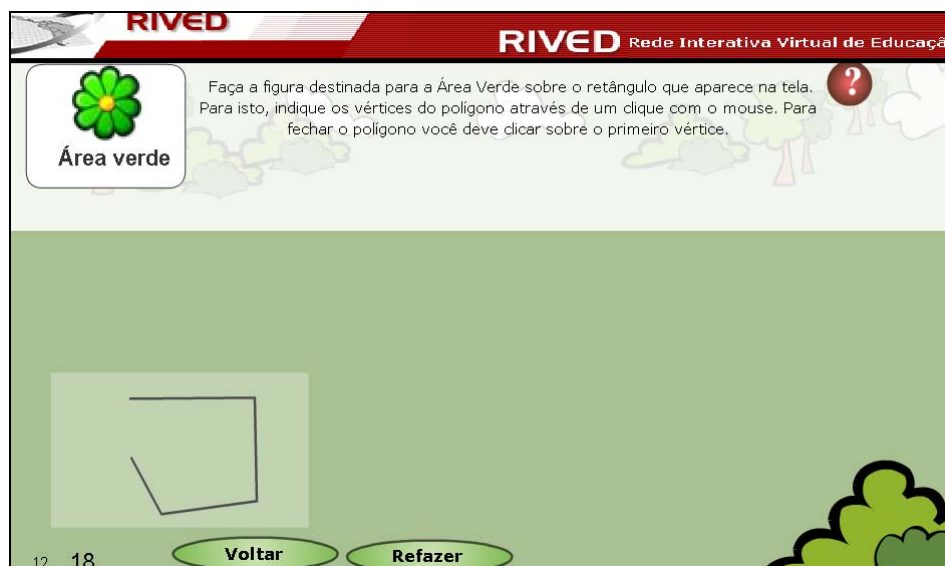 RIVED
RIVED Rede Interativa Virtual de Educaçã
Faça a figura destinada para a Área Verde sobre o retângulo que aparece na tela.
Para isto, indique os vértices do polígono através de um clique com o mouse. Para
fechar o polígono você deve clicar sobre o primeiro vértice.
?
Área verde
12 18
Voltar
Refazer